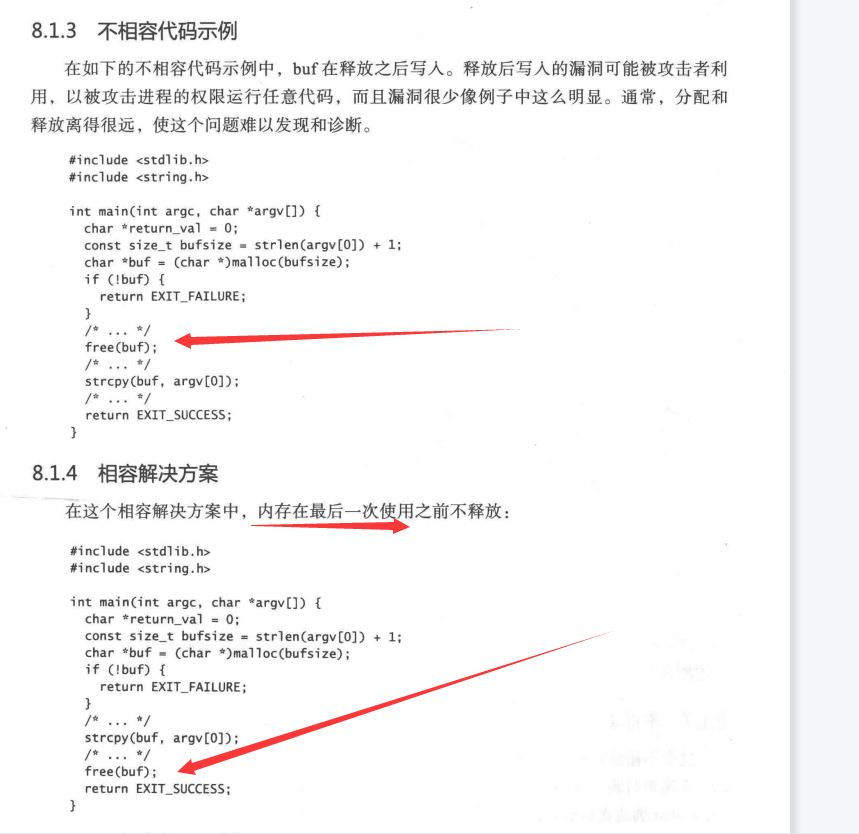 8.1.3 不相容代码示例
在如下的不相容代码示例中，buf 在释放之后写入。释放后写入的漏洞可能被攻击者利
用，以被攻击进程的权限运行任意代码，而且漏洞很少像例子中这么明显。通常，分配和
释放离得很远，使这个问题难以发现和诊断。
#include <stdlib.h>
#include <string.h>
int main(int argc, char *argv[]) {
char *return_val = 0;
const size_t bufsize = strlen(argv[0]) + 1;
char *buf = (char *)malloc(bufsize);
if (!buf) {
return EXIT_FAILURE;
}
/* ... */
free(buf);
/* ... */
strcpy(buf, argv[0]);
/* ... */
return EXIT_SUCCESS;
}
8.1.4 相容解决方案
在这个相容解决方案中，内存在最后一次使用之前不释放：
#include <stdlib.h>
#include <string.h>
int main(int argc, char *argv[]) {
char *return_val = 0;
const size_t bufsize = strlen(argv[0]) + 1;
char *buf = (char *)malloc(bufsize);
if (!buf) {
return EXIT_FAILURE;
}
/* ... */
strcpy(buf, argv[0]);
/* ... */
free(buf);
return EXIT_SUCCESS;
}